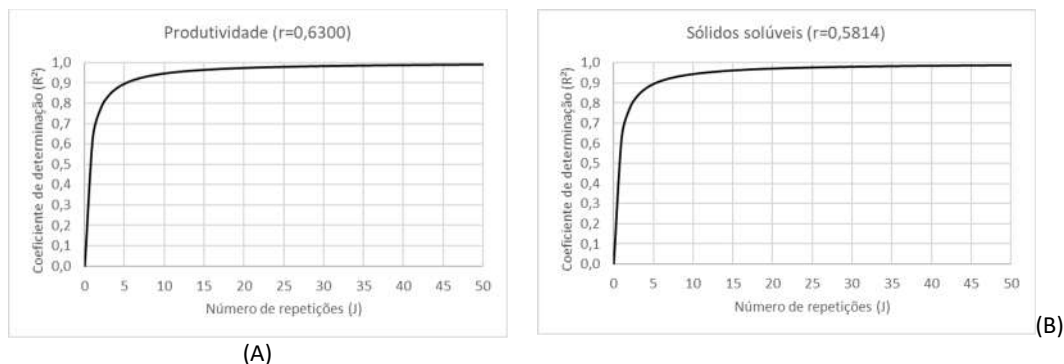 Produtividade (r=0,6300)
Coeficiente de determinação (R²)
1,0
0,9
0,8
0,7
0,6
0,5
0,4
0,3
0,2
0,1
0,0
0 5 10 15 20 25 30 35 40 45 50
Número de repetições (J)
(A)
Sólidos solúveis (r=0,5814)
Coeficiente de determinação (R²)
1,0
0,9
0,8
0,7
0,6
0,5
0,4
0,3
0,2
0,1
0,0
0 5 10 15 20 25 30 35 40 45 50
Número de repetições (J)
(B)